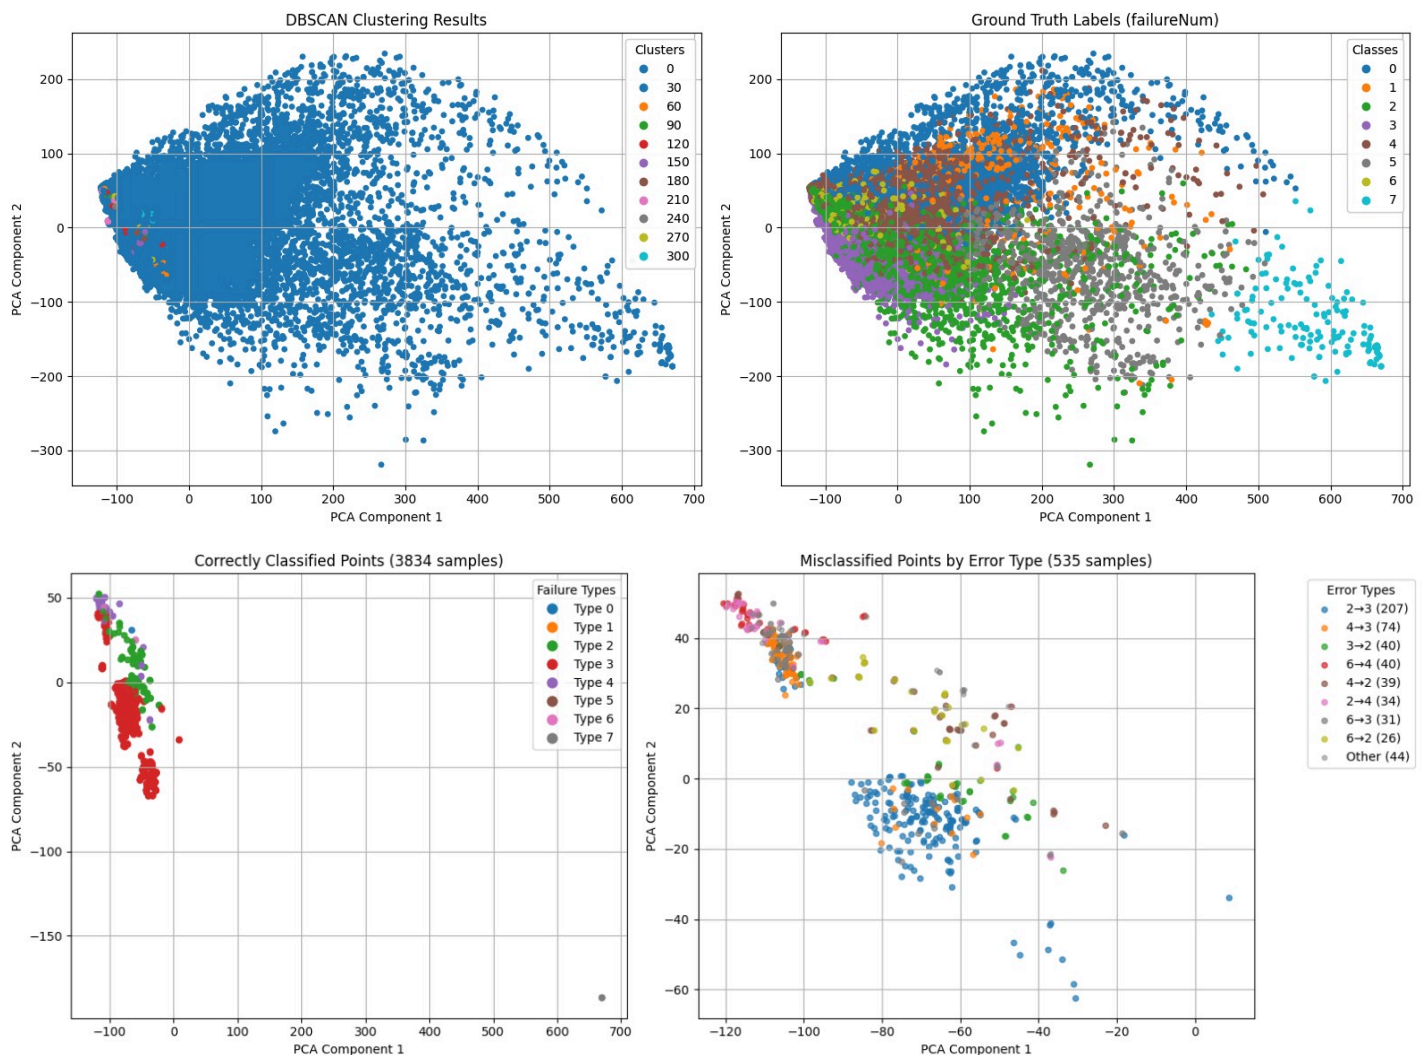 DBSCAN Clustering Results
PCA Component 2
200
100
0
−100
−200
−300
−100 0 100 200 300 400 500 600 700
PCA Component 1
Clusters
0
30
60
90
120
150
180
210
240
270
300
Ground Truth Labels (failureNum)
PCA Component 2
200
100
0
−100
−200
−300
−100 0 100 200 300 400 500 600 700
PCA Component 1
Classes
0
1
2
3
4
5
6
7
Correctly Classified Points (3834 samples)
PCA Component 2
50
0
−50
−100
−150
−100 0 100 200 300 400 500 600 700
PCA Component 1
Failure Types
Type 0
Type 1
Type 2
Type 3
Type 4
Type 5
Type 6
Type 7
Misclassified Points by Error Type (535 samples)
PCA Component 2
40
20
0
−20
−40
−60
−120 −100 −80 −60 −40 −20 0
PCA Component 1
Error Types
2→3 (207)
4→3 (74)
3→2 (40)
6→4 (40)
4→2 (39)
2→4 (34)
6→3 (31)
6→2 (26)
Other (44)